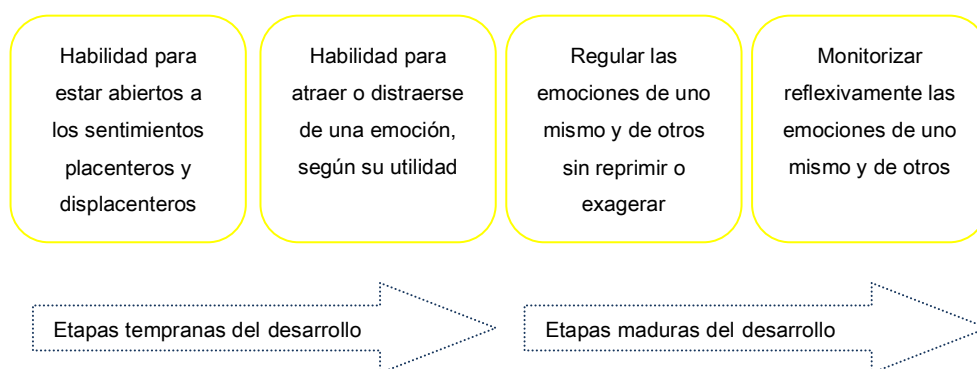 Habilidad para
estar abiertos a
los sentimientos
placenteros y
displacenteros
Habilidad para
atraer o distraerse
de una emoción,
según su utilidad
Regular las
emociones de uno
mismo y de otros
sin reprimir o
exagerar
Monitorizar
reflexivamente las
emociones de uno
mismo y de otros
Etapas tempranas del desarrollo
Etapas maduras del desarrollo